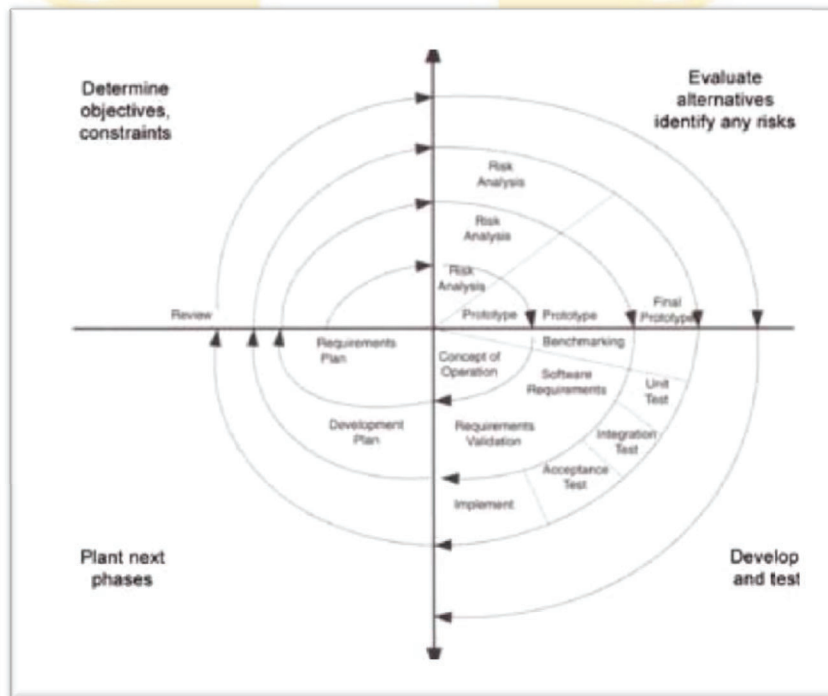 Determine
objectives,
constraints
Evaluate
alternatives
identify any risks
Risk
Analysis
Risk
Analysis
Risk
Analysis
Review
Prototype
Prototype
Final
Prototype
Requirements
Plan
Concept of
Operation
Benchmarking
Software
Requirements
Unit
Test
Development
Plan
Requirements
Validation
Integration
Test
Acceptance
Test
Implement
Plant next
phases
Develop
and test